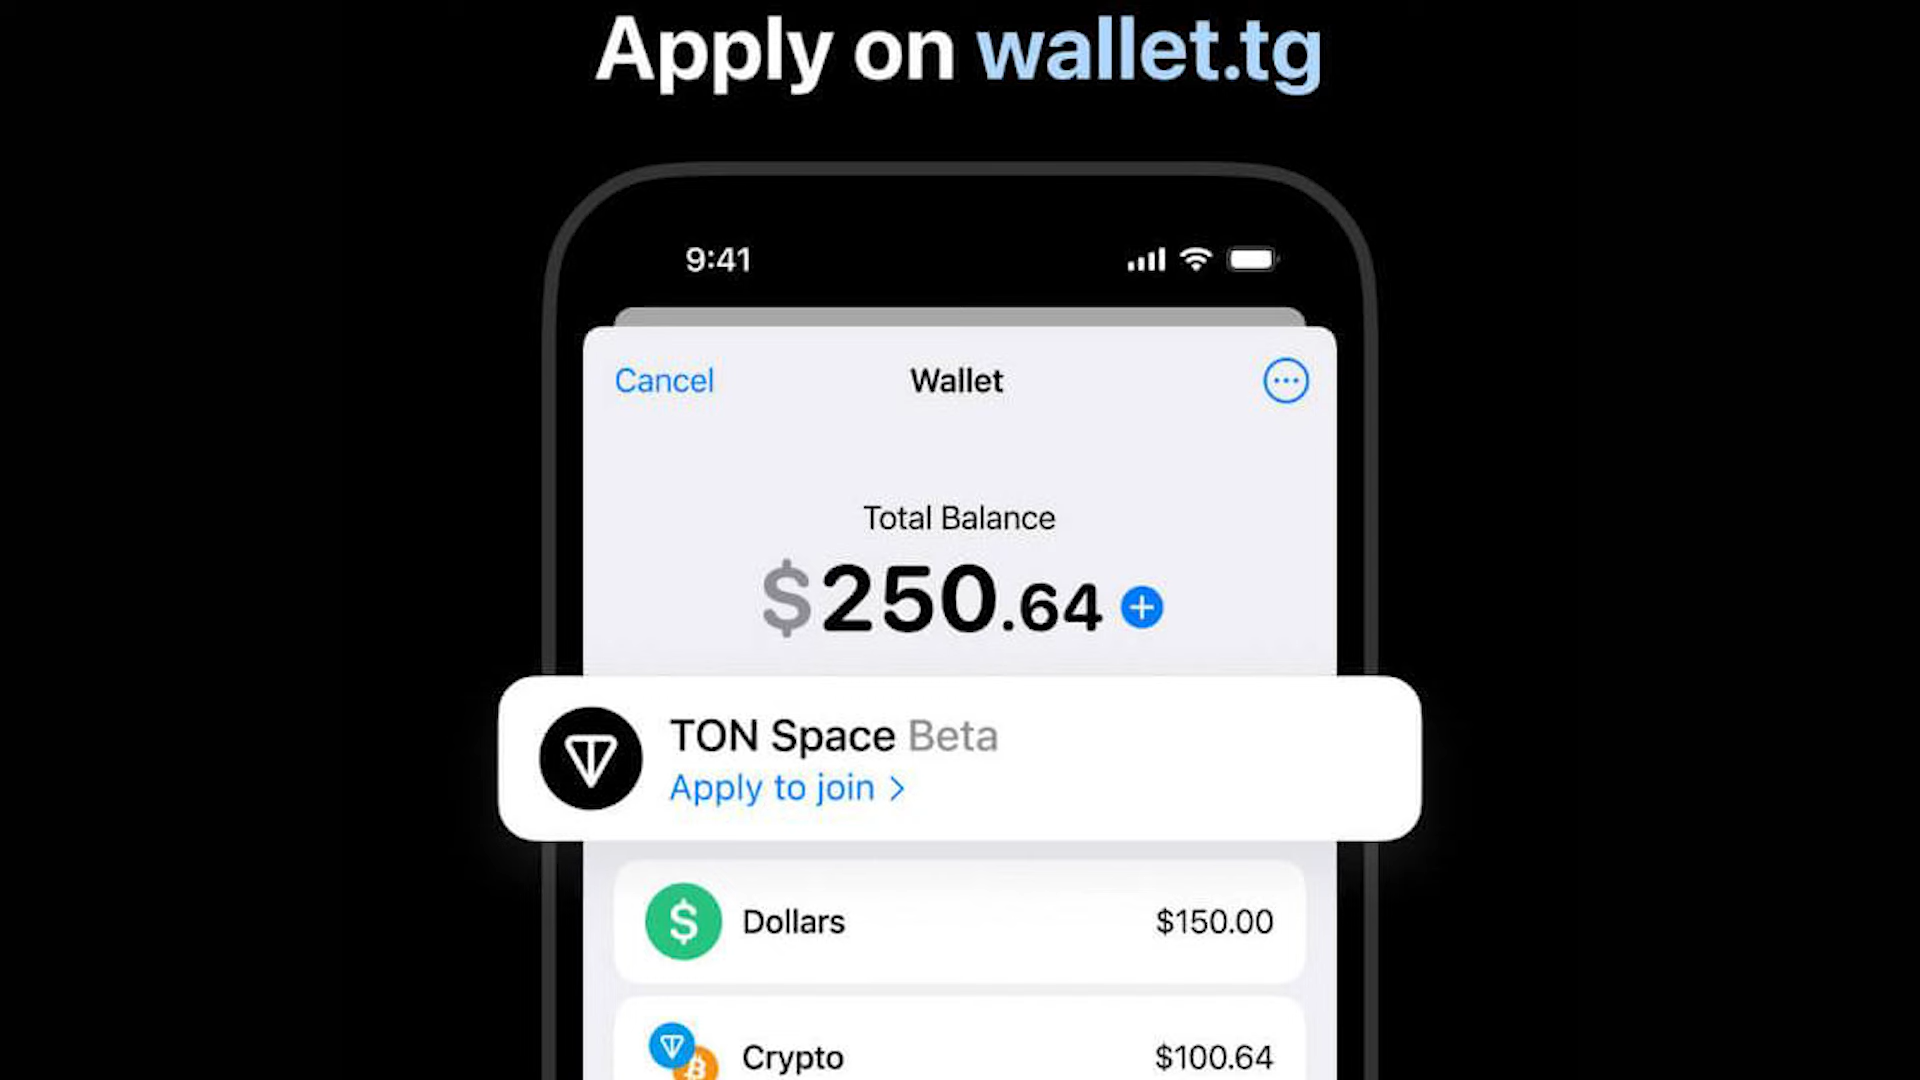 Apply on wallet.tg
9:41
Cancel Wallet
Total Balance
$250.64
TON Space Beta
Apply to join >
$ Dollars $150.00
Crypto $100.64